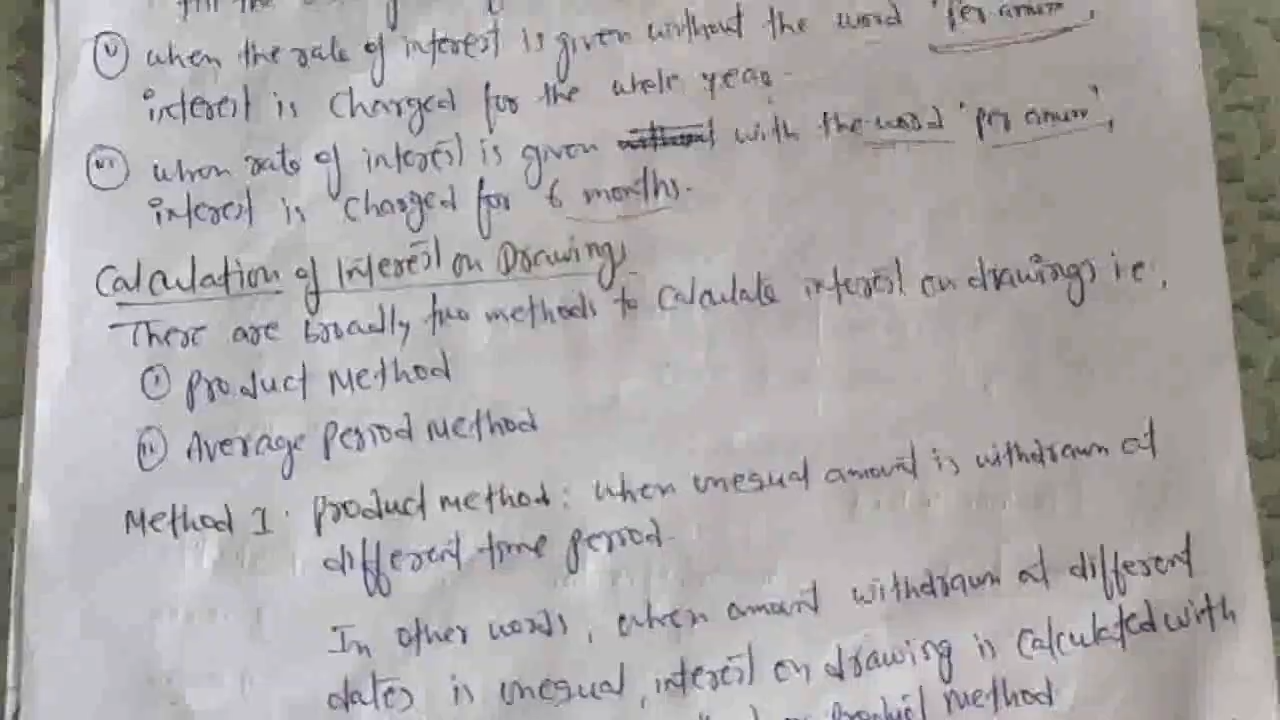 (v) when the rate of interest is given without the word 'per anum',
interest is charged for the whole year.
(vi) when rate of interest is given with the word 'per anum',
interest is charged for 6 months.
Calculation of Interest on Drawing
There are broadly two methods to calculate interest on drawings i.e,
(i) Product Method
(ii) Average Period Method
Method 1. Product method: when unequal amount is withdrawn at
different time period.
In other words, when amount withdrawn at different
dates is unequal, interest on drawing is calculated with
Product method